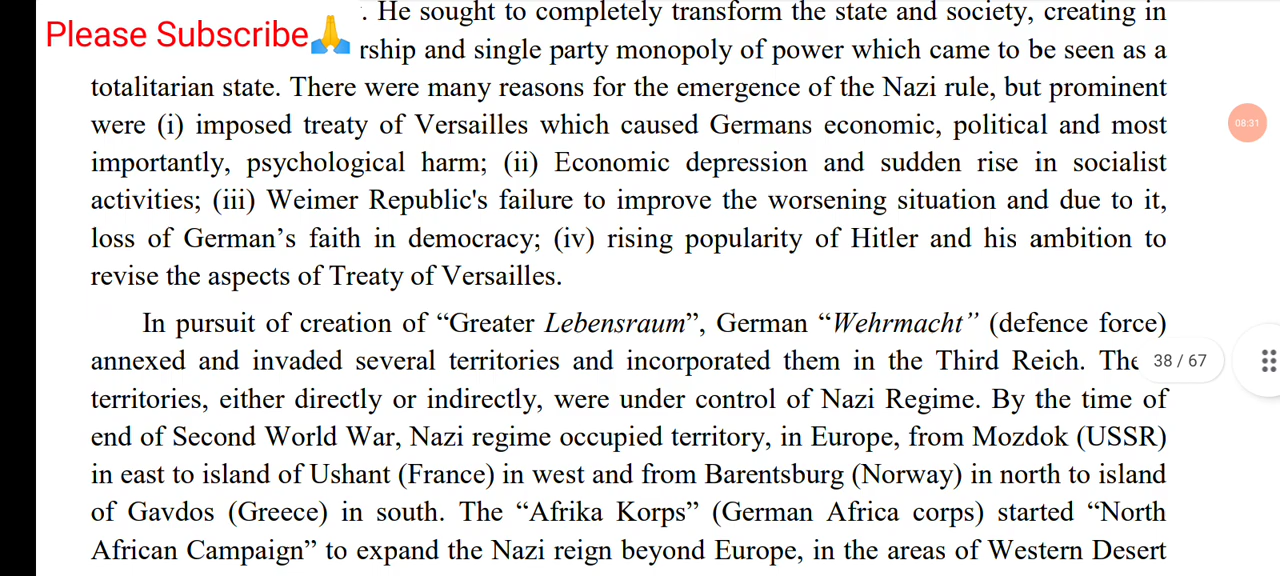 . He sought to completely transform the state and society, creating in
Please Subscribe🙏
rship and single party monopoly of power which came to be seen as a
totalitarian state. There were many reasons for the emergence of the Nazi rule, but prominent
were (i) imposed treaty of Versailles which caused Germans economic, political and most
08:31
importantly, psychological harm; (ii) Economic depression and sudden rise in socialist
activities; (iii) Weimer Republic's failure to improve the worsening situation and due to it,
loss of German’s faith in democracy; (iv) rising popularity of Hitler and his ambition to
revise the aspects of Treaty of Versailles.
In pursuit of creation of “Greater Lebensraum”, German “Wehrmacht” (defence force)
annexed and invaded several territories and incorporated them in the Third Reich. The
38 / 67
territories, either directly or indirectly, were under control of Nazi Regime. By the time of
end of Second World War, Nazi regime occupied territory, in Europe, from Mozdok (USSR)
in east to island of Ushant (France) in west and from Barentsburg (Norway) in north to island
of Gavdos (Greece) in south. The “Afrika Korps” (German Africa corps) started “North
African Campaign” to expand the Nazi reign beyond Europe, in the areas of Western Desert